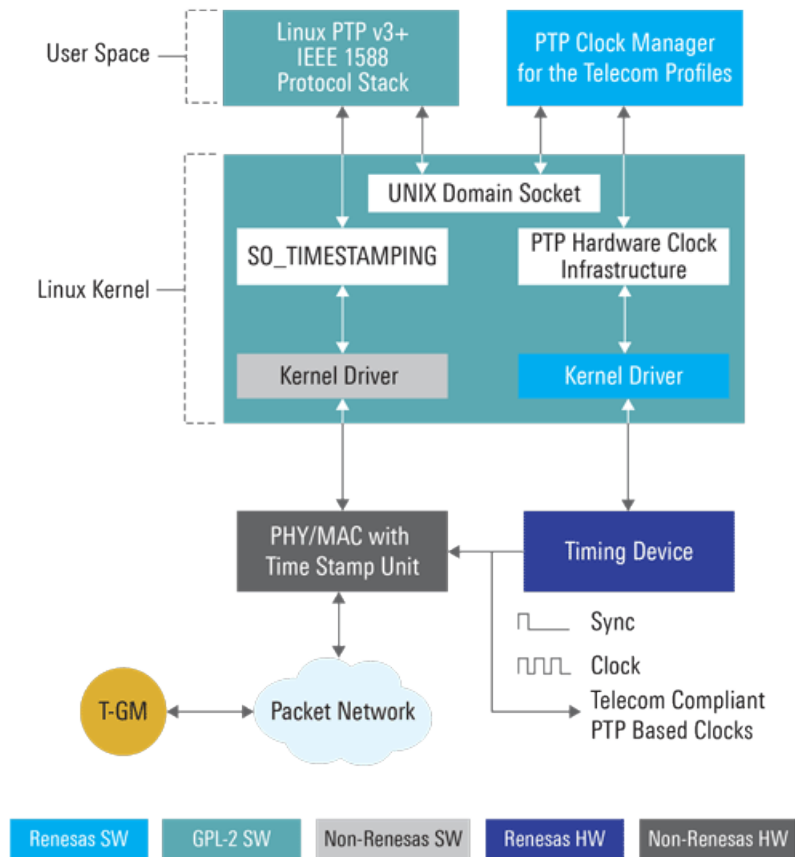 User Space
Linux PTP v3+
IEEE 1588
Protocol Stack
PTP Clock Manager
for the Telecom Profiles
Linux Kernel
UNIX Domain Socket
SO_TIMESTAMPING
PTP Hardware Clock
Infrastructure
Kernel Driver
Kernel Driver
PHY/MAC with
Time Stamp Unit
Timing Device
Sync
Clock
Telecom Compliant
PTP Based Clocks
T-GM
Packet Network
Renesas SW
GPL-2 SW
Non-Renesas SW
Renesas HW
Non-Renesas HW